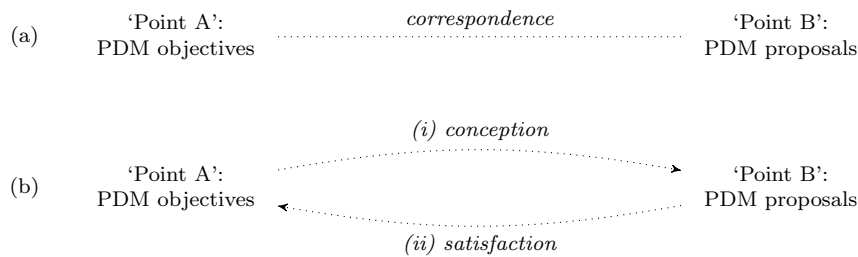 (a)
‘Point A’:
PDM objectives
correspondence
‘Point B’:
PDM proposals
(b)
‘Point A’:
PDM objectives
(i) conception
(ii) satisfaction
‘Point B’:
PDM proposals